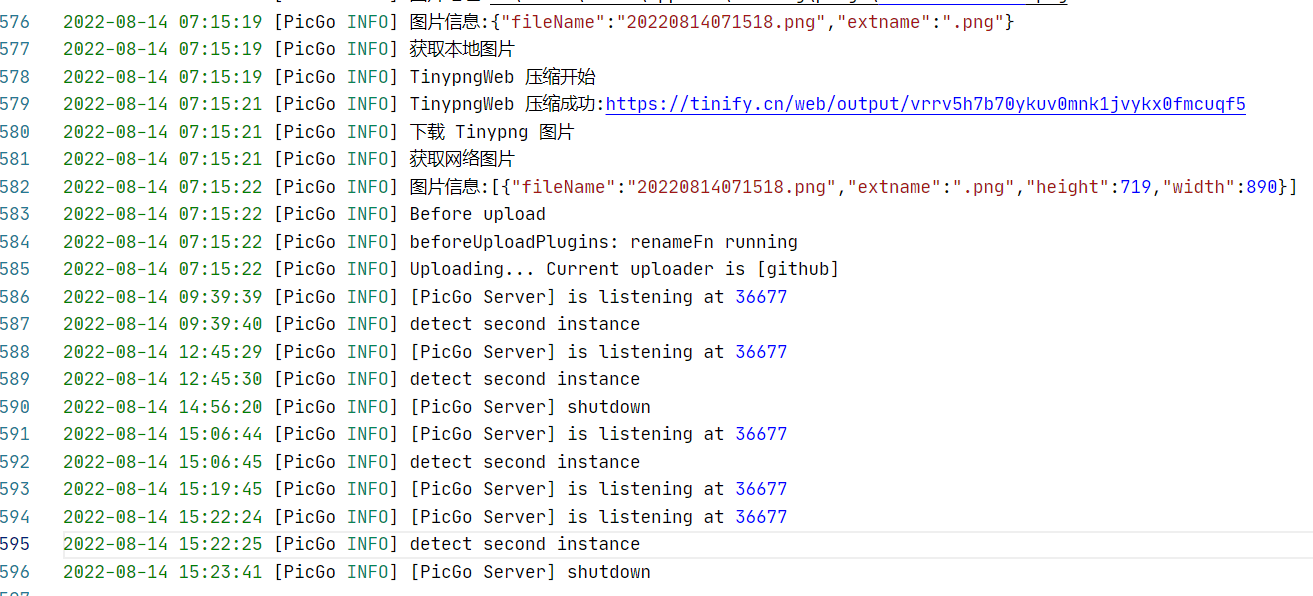 576 2022-08-14 07:15:19 [PicGo INFO] 图片信息:{"fileName":"20220814071518.png","extname":".png"}
577 2022-08-14 07:15:19 [PicGo INFO] 获取本地图片
578 2022-08-14 07:15:19 [PicGo INFO] TinypngWeb 压缩开始
579 2022-08-14 07:15:21 [PicGo INFO] TinypngWeb 压缩成功:https://tinify.cn/web/output/vrrv5h7b70ykuv0mnk1jvykx0fmcuqf5
580 2022-08-14 07:15:21 [PicGo INFO] 下载 Tinypng 图片
581 2022-08-14 07:15:21 [PicGo INFO] 获取网络图片
582 2022-08-14 07:15:22 [PicGo INFO] 图片信息:[{"fileName":"20220814071518.png","extname":".png","height":719,"width":890}]
583 2022-08-14 07:15:22 [PicGo INFO] Before upload
584 2022-08-14 07:15:22 [PicGo INFO] beforeUploadPlugins: renameFn running
585 2022-08-14 07:15:22 [PicGo INFO] Uploading... Current uploader is [github]
586 2022-08-14 09:39:39 [PicGo INFO] [PicGo Server] is listening at 36677
587 2022-08-14 09:39:40 [PicGo INFO] detect second instance
588 2022-08-14 12:45:29 [PicGo INFO] [PicGo Server] is listening at 36677
589 2022-08-14 12:45:30 [PicGo INFO] detect second instance
590 2022-08-14 14:56:20 [PicGo INFO] [PicGo Server] shutdown
591 2022-08-14 15:06:44 [PicGo INFO] [PicGo Server] is listening at 36677
592 2022-08-14 15:06:45 [PicGo INFO] detect second instance
593 2022-08-14 15:19:45 [PicGo INFO] [PicGo Server] is listening at 36677
594 2022-08-14 15:22:24 [PicGo INFO] [PicGo Server] is listening at 36677
595 2022-08-14 15:22:25 [PicGo INFO] detect second instance
596 2022-08-14 15:23:41 [PicGo INFO] [PicGo Server] shutdown